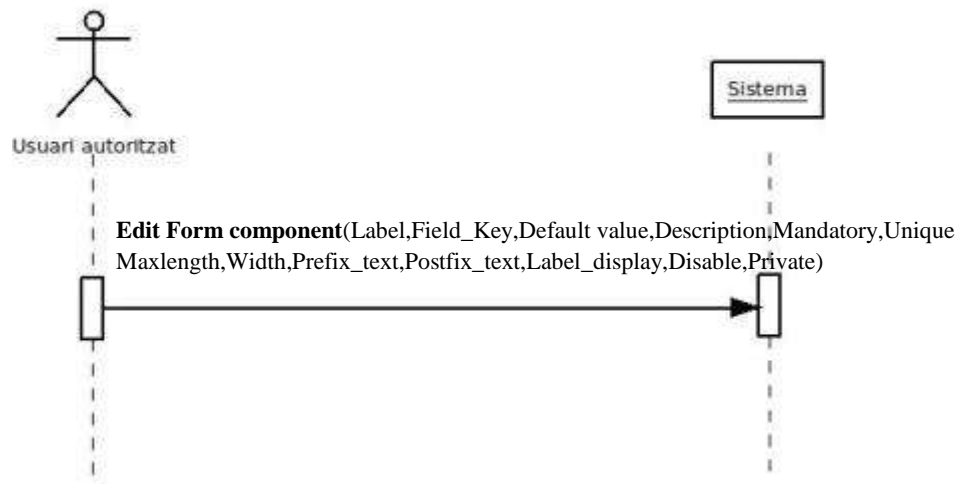 Sistema
Usuari autoritzat
Edit Form component(Label,Field_Key,Default value,Description,Mandatory,Unique
Maxlength,Width,Prefix_text,Postfix_text,Label_display,Disable,Private)